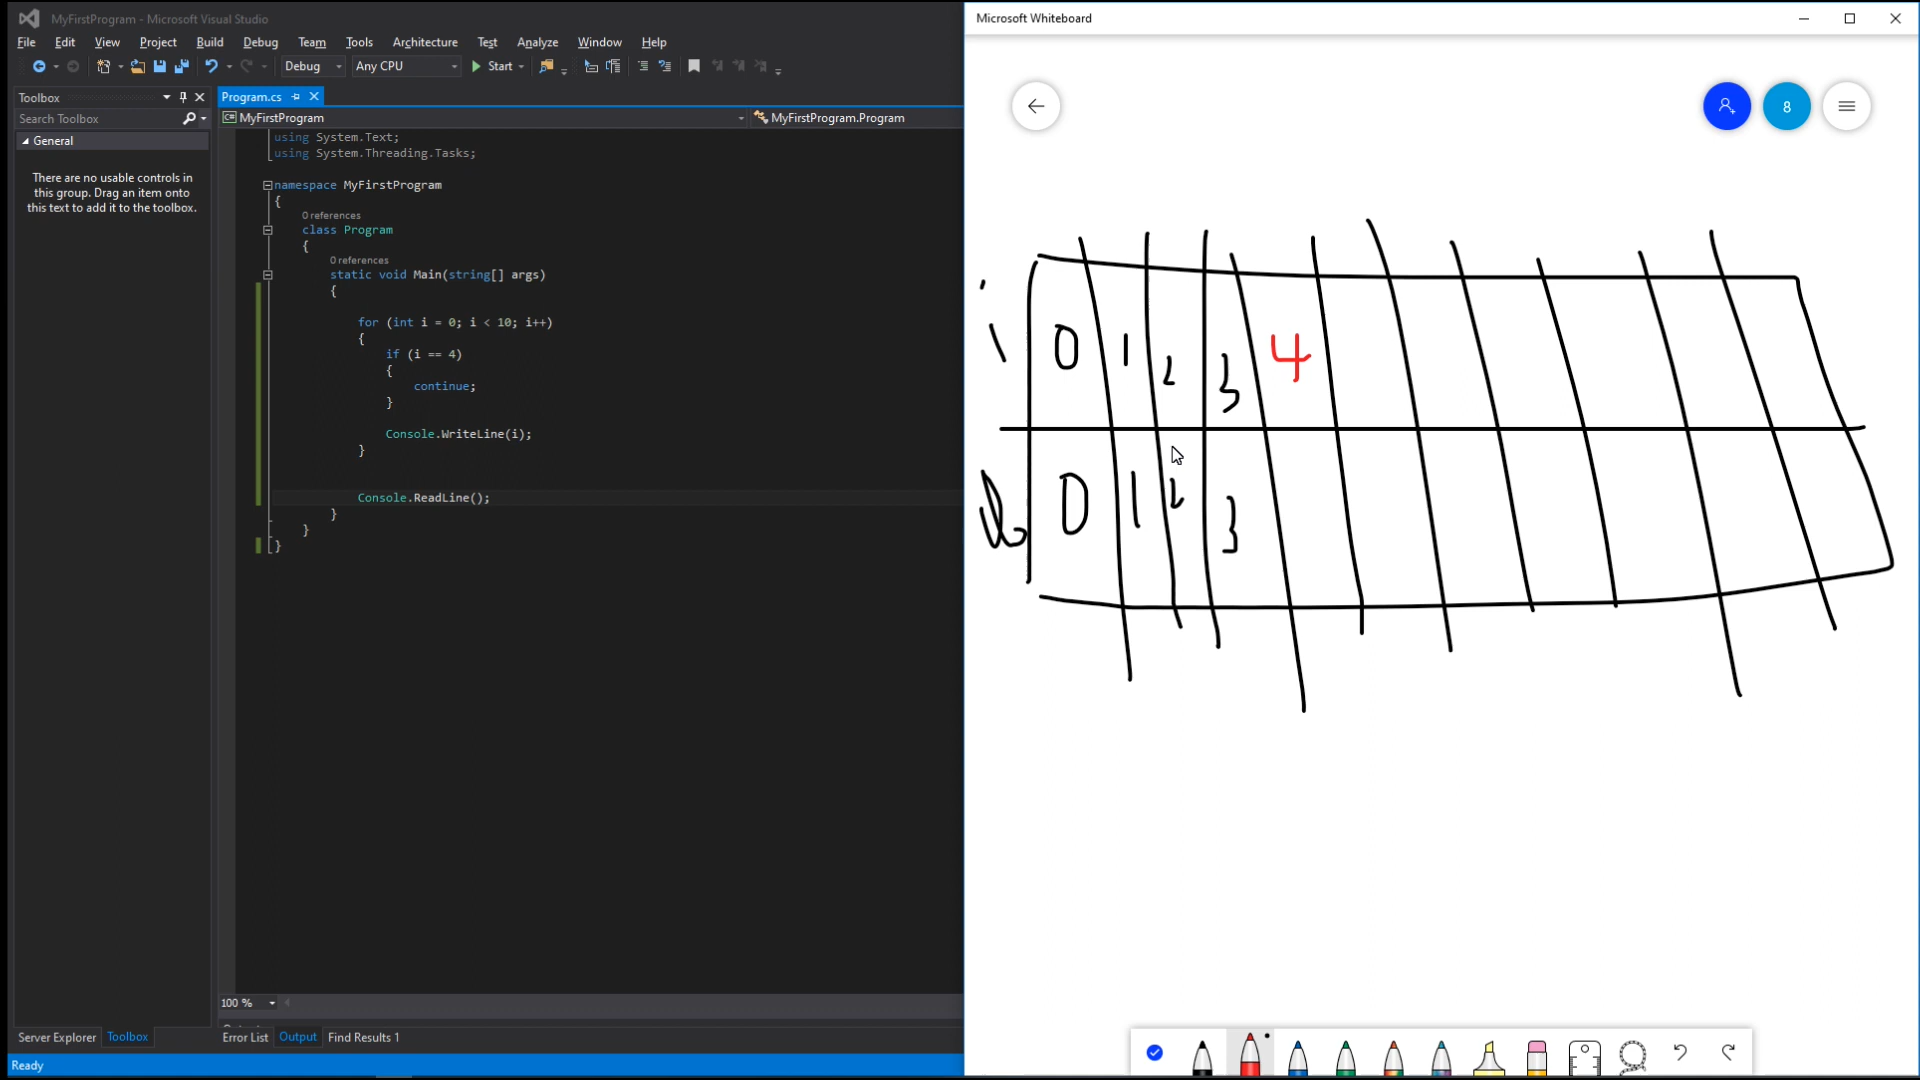 MyFirstProgram - Microsoft Visual Studio
File Edit View Project Build Debug Team Tools Architecture Test Analyze Window Help
Debug Any CPU Start
Toolbox
Search Toolbox
General
There are no usable controls in
this group. Drag an item onto
this text to add it to the toolbox.
Server Explorer Toolbox
Program.cs
MyFirstProgram MyFirstProgram.Program
using System.Text;
using System.Threading.Tasks;
namespace MyFirstProgram
{
0 references
class Program
{
0 references
static void Main(string[] args)
{
for (int i = 0; i < 10; i++)
{
if (i == 4)
{
continue;
}
Console.WriteLine(i);
}
Console.ReadLine();
}
}
}
100 %
Error List Output Find Results 1
Ready
Microsoft Whiteboard
8
i 0 1 2 3 4
0 1 2 3